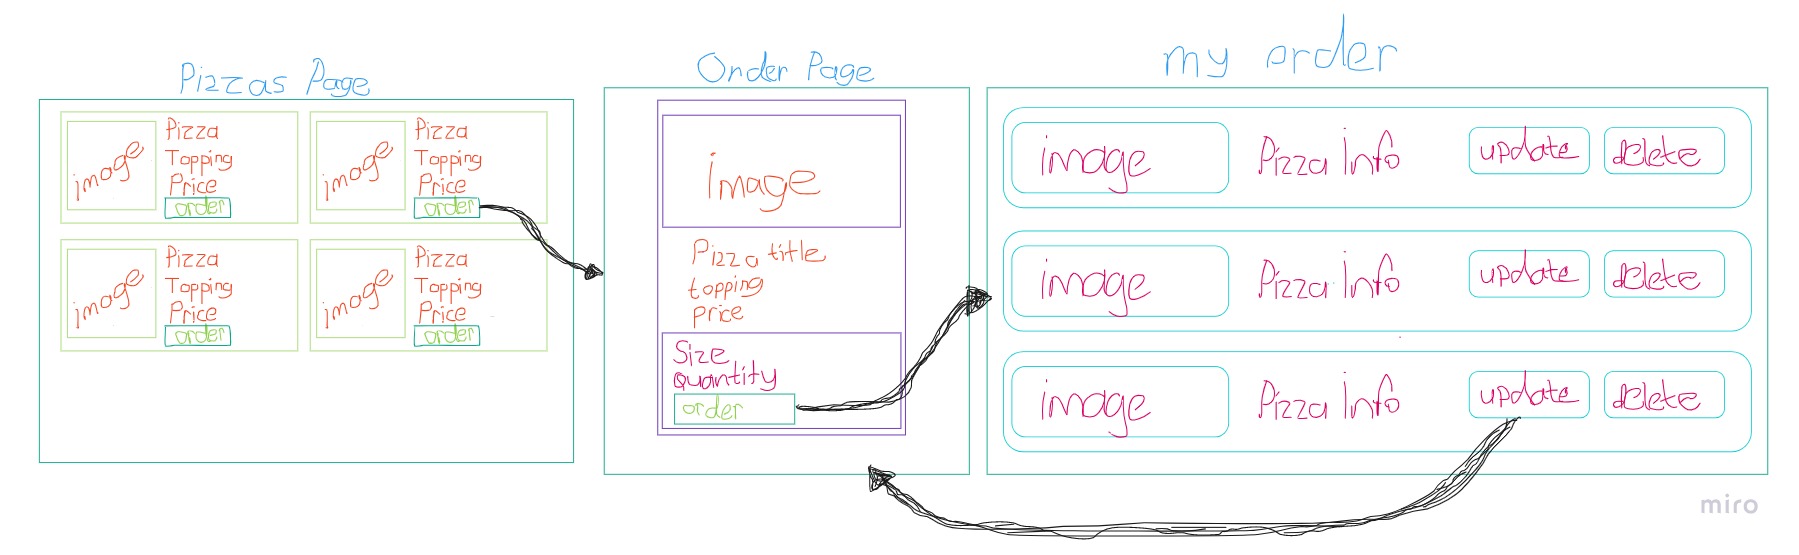 Pizzas Page
image
Pizza
Topping
Price
order
image
Pizza
Topping
Price
order
image
Pizza
Topping
Price
order
image
Pizza
Topping
Price
order
Order Page
image
Pizza title
topping
price
Size
quantity
order
my order
image
Pizza Info
update
delete
image
Pizza Info
update
delete
image
Pizza Info
update
delete
miro